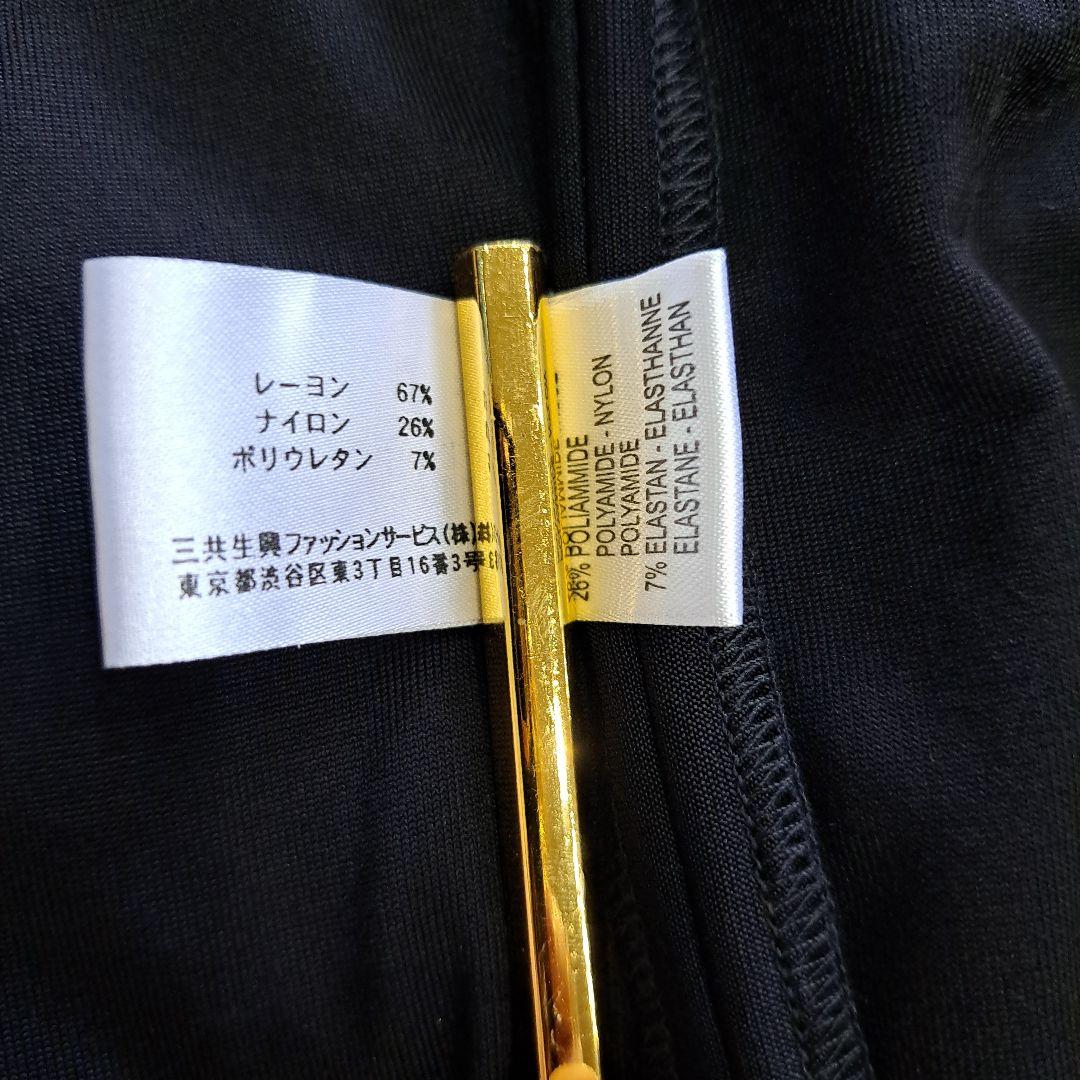 レーヨン 67%
ナイロン 26%
ポリウレタン 7%
三共生興ファッションサービス(株)
東京都渋谷区東3丁目16番3号
26% POLIAMMIDE
POLYAMIDE - NYLON
POLYAMIDE
7% ELASTAN - ELASTHANNE
ELASTANE - ELASTHAN